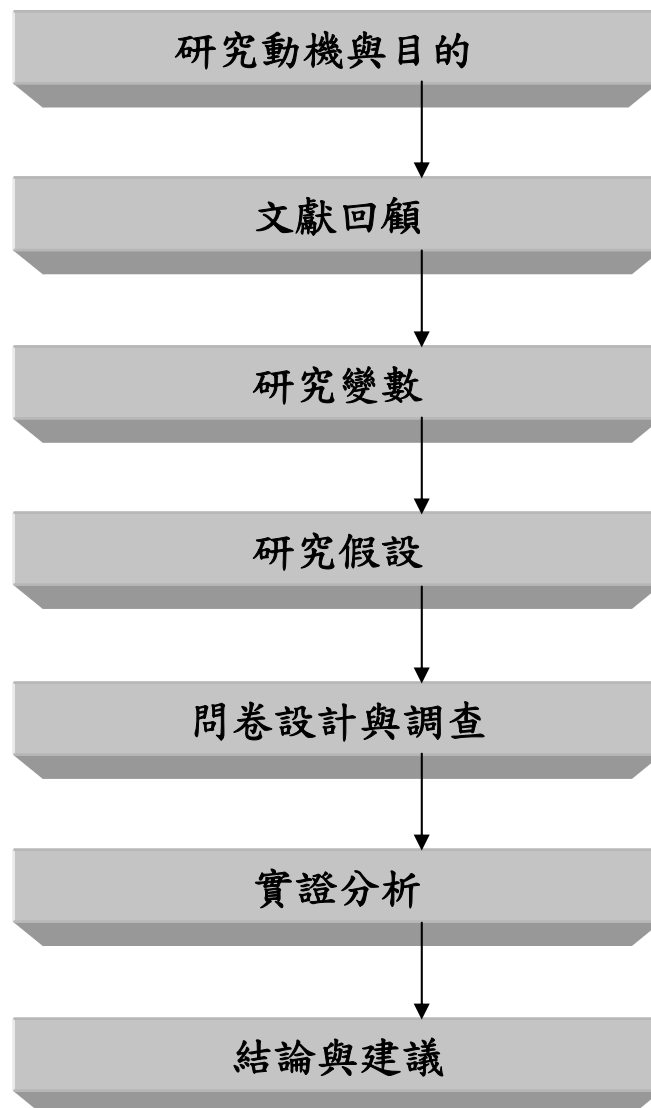 研究動機與目的
文獻回顧
研究變數
研究假設
問卷設計與調查
實證分析
結論與建議